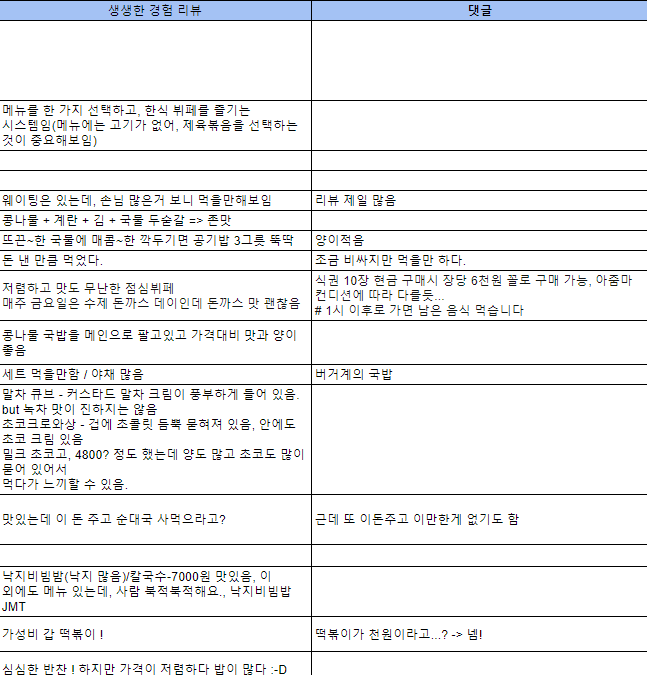 생생한 경험 리뷰 댓글
메뉴를 한 가지 선택하고, 한식 뷔페를 즐기는
시스템임(메뉴에는 고기가 없어, 제육볶음을 선택하는
것이 중요해보임)
웨이팅은 있는데, 손님 많은거 보니 먹을만해보임 리뷰 제일 많음
콩나물 + 계란 + 김 + 국물 두숟갈 => 존맛
뜨끈~한 국물에 매콤~한 깍두기면 공기밥 3그릇 뚝딱 양이적음
돈 낸 만큼 먹었다. 조금 비싸지만 먹을만 하다.
저렴하고 맛도 무난한 점심뷔페
매주 금요일은 수제 돈까스 데이인데 돈까스 맛 괜찮음
식권 10장 현금 구매시 장당 6천원 꼴로 구매 가능, 아줌마
컨디션에 따라 다를듯...
# 1시 이후로 가면 남은 음식 먹습니다
콩나물 국밥을 메인으로 팔고있고 가격대비 맛과 양이
좋음
세트 먹을만함 / 야채 많음 버거계의 국밥
말차 큐브 - 커스타드 말차 크림이 풍부하게 들어 있음.
but 녹차 맛이 진하지는 않음
초코크로와상 - 겉에 초콜릿 듬뿍 묻혀져 있음, 안에도
초코 크림 있음
밀크 초코고, 4800? 정도 했는데 양도 많고 초코도 많이
묻어 있어서
먹다가 느끼할 수 있음.
맛있는데 이 돈 주고 순대국 사먹으라고? 근데 또 이돈주고 이만한게 없기도 함
낙지비빔밥(낙지 많음)/칼국수-7000원 맛있음, 이
외에도 메뉴 있는데, 사람 북적북적해요., 낙지비빔밥
JMT
가성비 갑 떡볶이 ! 떡볶이가 천원이라고...? -> 넵!
심심한 반찬 ! 하지만 가격이 저렴하다 밥이 많다 :-D